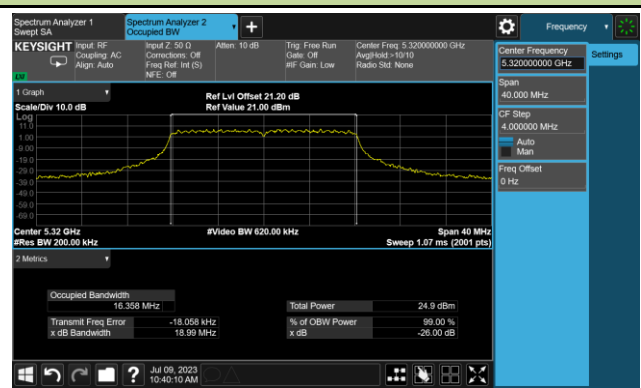 Spectrum Analyzer 1
Swept SA
Spectrum Analyzer 2
Occupied BW
+
Frequency
KEYSIGHT
Input: RF
Coupling: AC
Align: Auto
Input Z: 50 Ω
Corrections: Off
Freq Ref: Int (S)
NFE: Off
Atten: 10 dB
Trig: Free Run
Gate: Off
#IF Gain: Low
Center Freq: 5.320000000 GHz
Avg|Hold:>10/10
Radio Std: None
LM
Center Frequency
5.320000000 GHz
Settings
Span
40.000 MHz
CF Step
4.000000 MHz
Auto
Man
Freq Offset
0 Hz
1 Graph
Ref Lvl Offset 21.20 dB
Scale/Div 10.0 dB
Ref Value 21.00 dBm
Log
11.0
1.00
-9.00
-19.0
-29.0
-39.0
-49.0
-59.0
-69.0
Center 5.32 GHz
#Video BW 620.00 kHz
Span 40 MHz
#Res BW 200.00 kHz
Sweep 1.07 ms (2001 pts)
2 Metrics
Occupied Bandwidth
16.358 MHz
Total Power
24.9 dBm
Transmit Freq Error
-18.058 kHz
% of OBW Power
99.00 %
x dB Bandwidth
18.99 MHz
x dB
-26.00 dB
?
Jul 09, 2023
10:40:10 AM